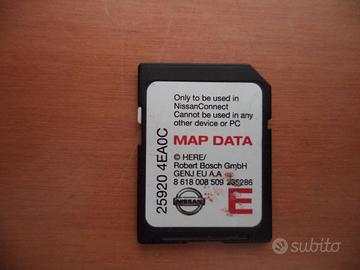 Only to be used in
NissanConnect
Cannot be used in any
other device or PC
MAP DATA
© HERE/
Robert Bosch GmbH
GENJ EU A.A
8 618 008 509 235286
25920 4EA0C
NISSAN
E
subito